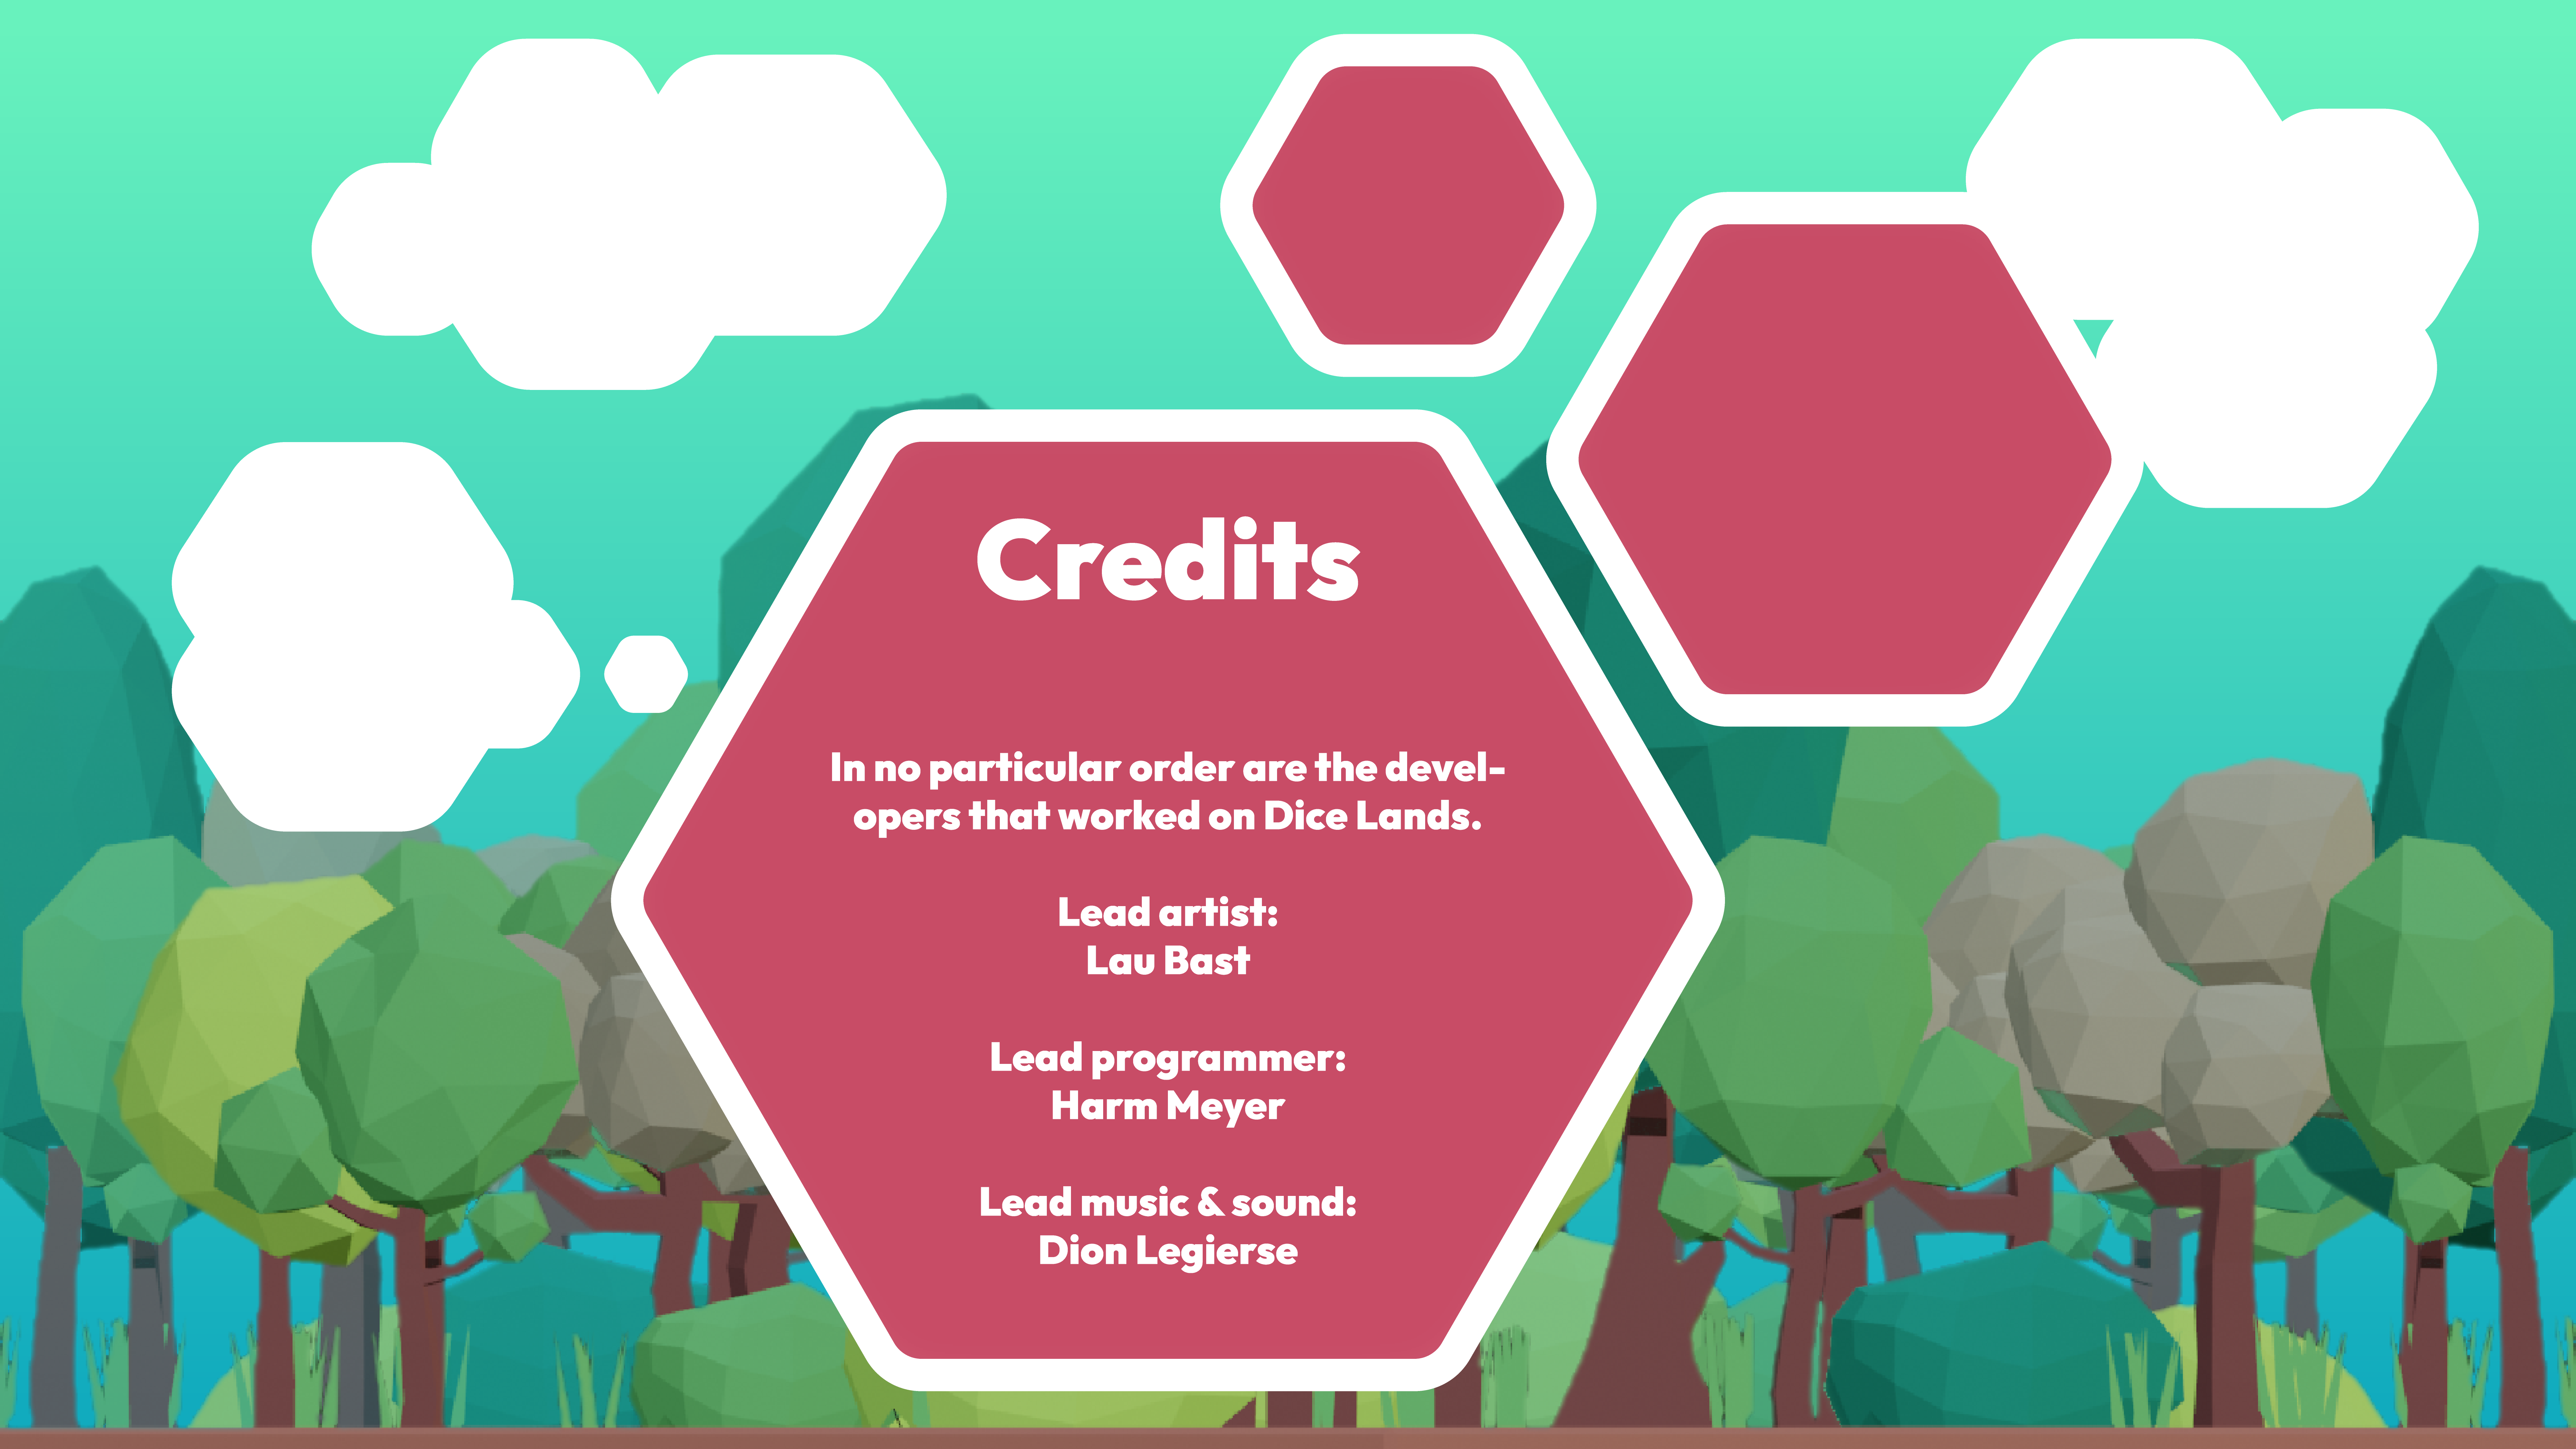 Credits
In no particular order are the devel-
opers that worked on Dice Lands.
Lead artist:
Lau Bast
Lead programmer:
Harm Meyer
Lead music & sound:
Dion Legierse